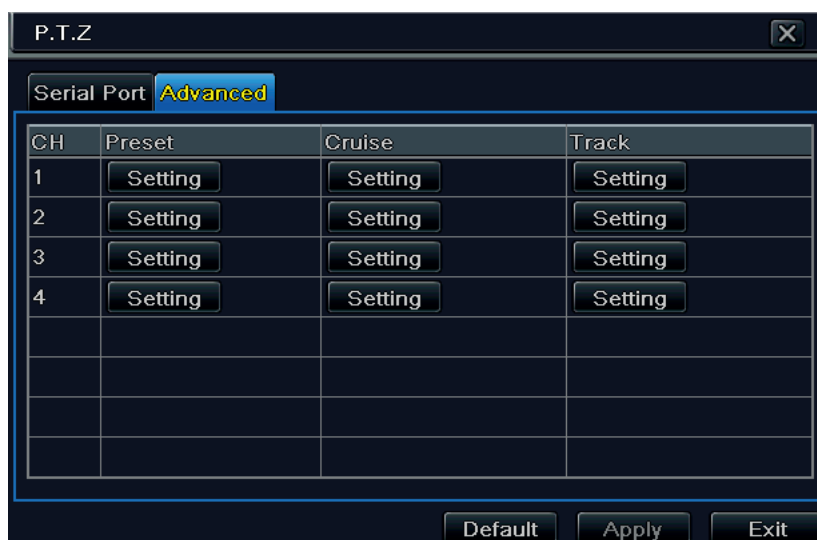 P.T.Z
Serial Port Advanced
CH Preset Cruise Track
1 Setting Setting Setting
2 Setting Setting Setting
3 Setting Setting Setting
4 Setting Setting Setting
Default Apply Exit